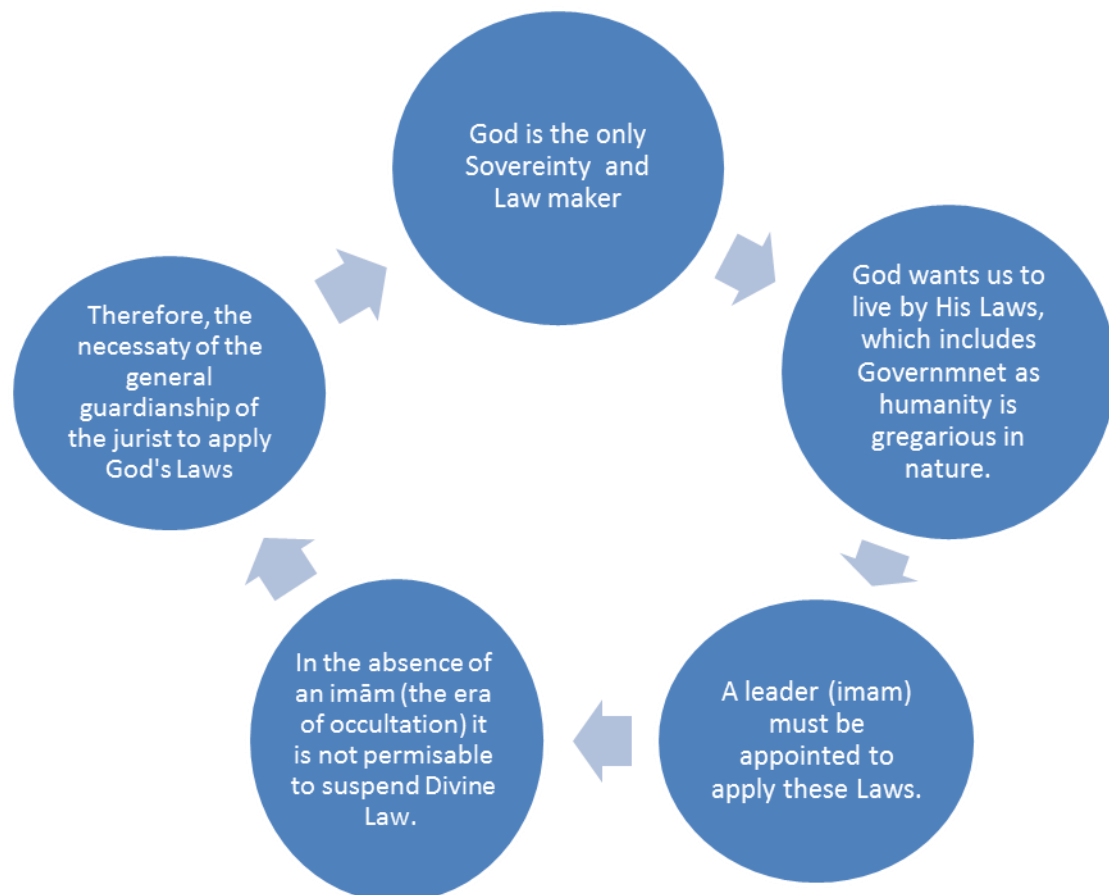 God is the only
Sovereinty and
Law maker
God wants us to
live by His Laws,
which includes
Governmnet as
humanity is
gregarious in
nature.
A leader (imam)
must be
appointed to
apply these Laws.
In the absence of
an imām (the era
of occultation) it
is not permisable
to suspend Divine
Law.
Therefore, the
necessaty of the
general
guardianship of
the jurist to apply
God's Laws